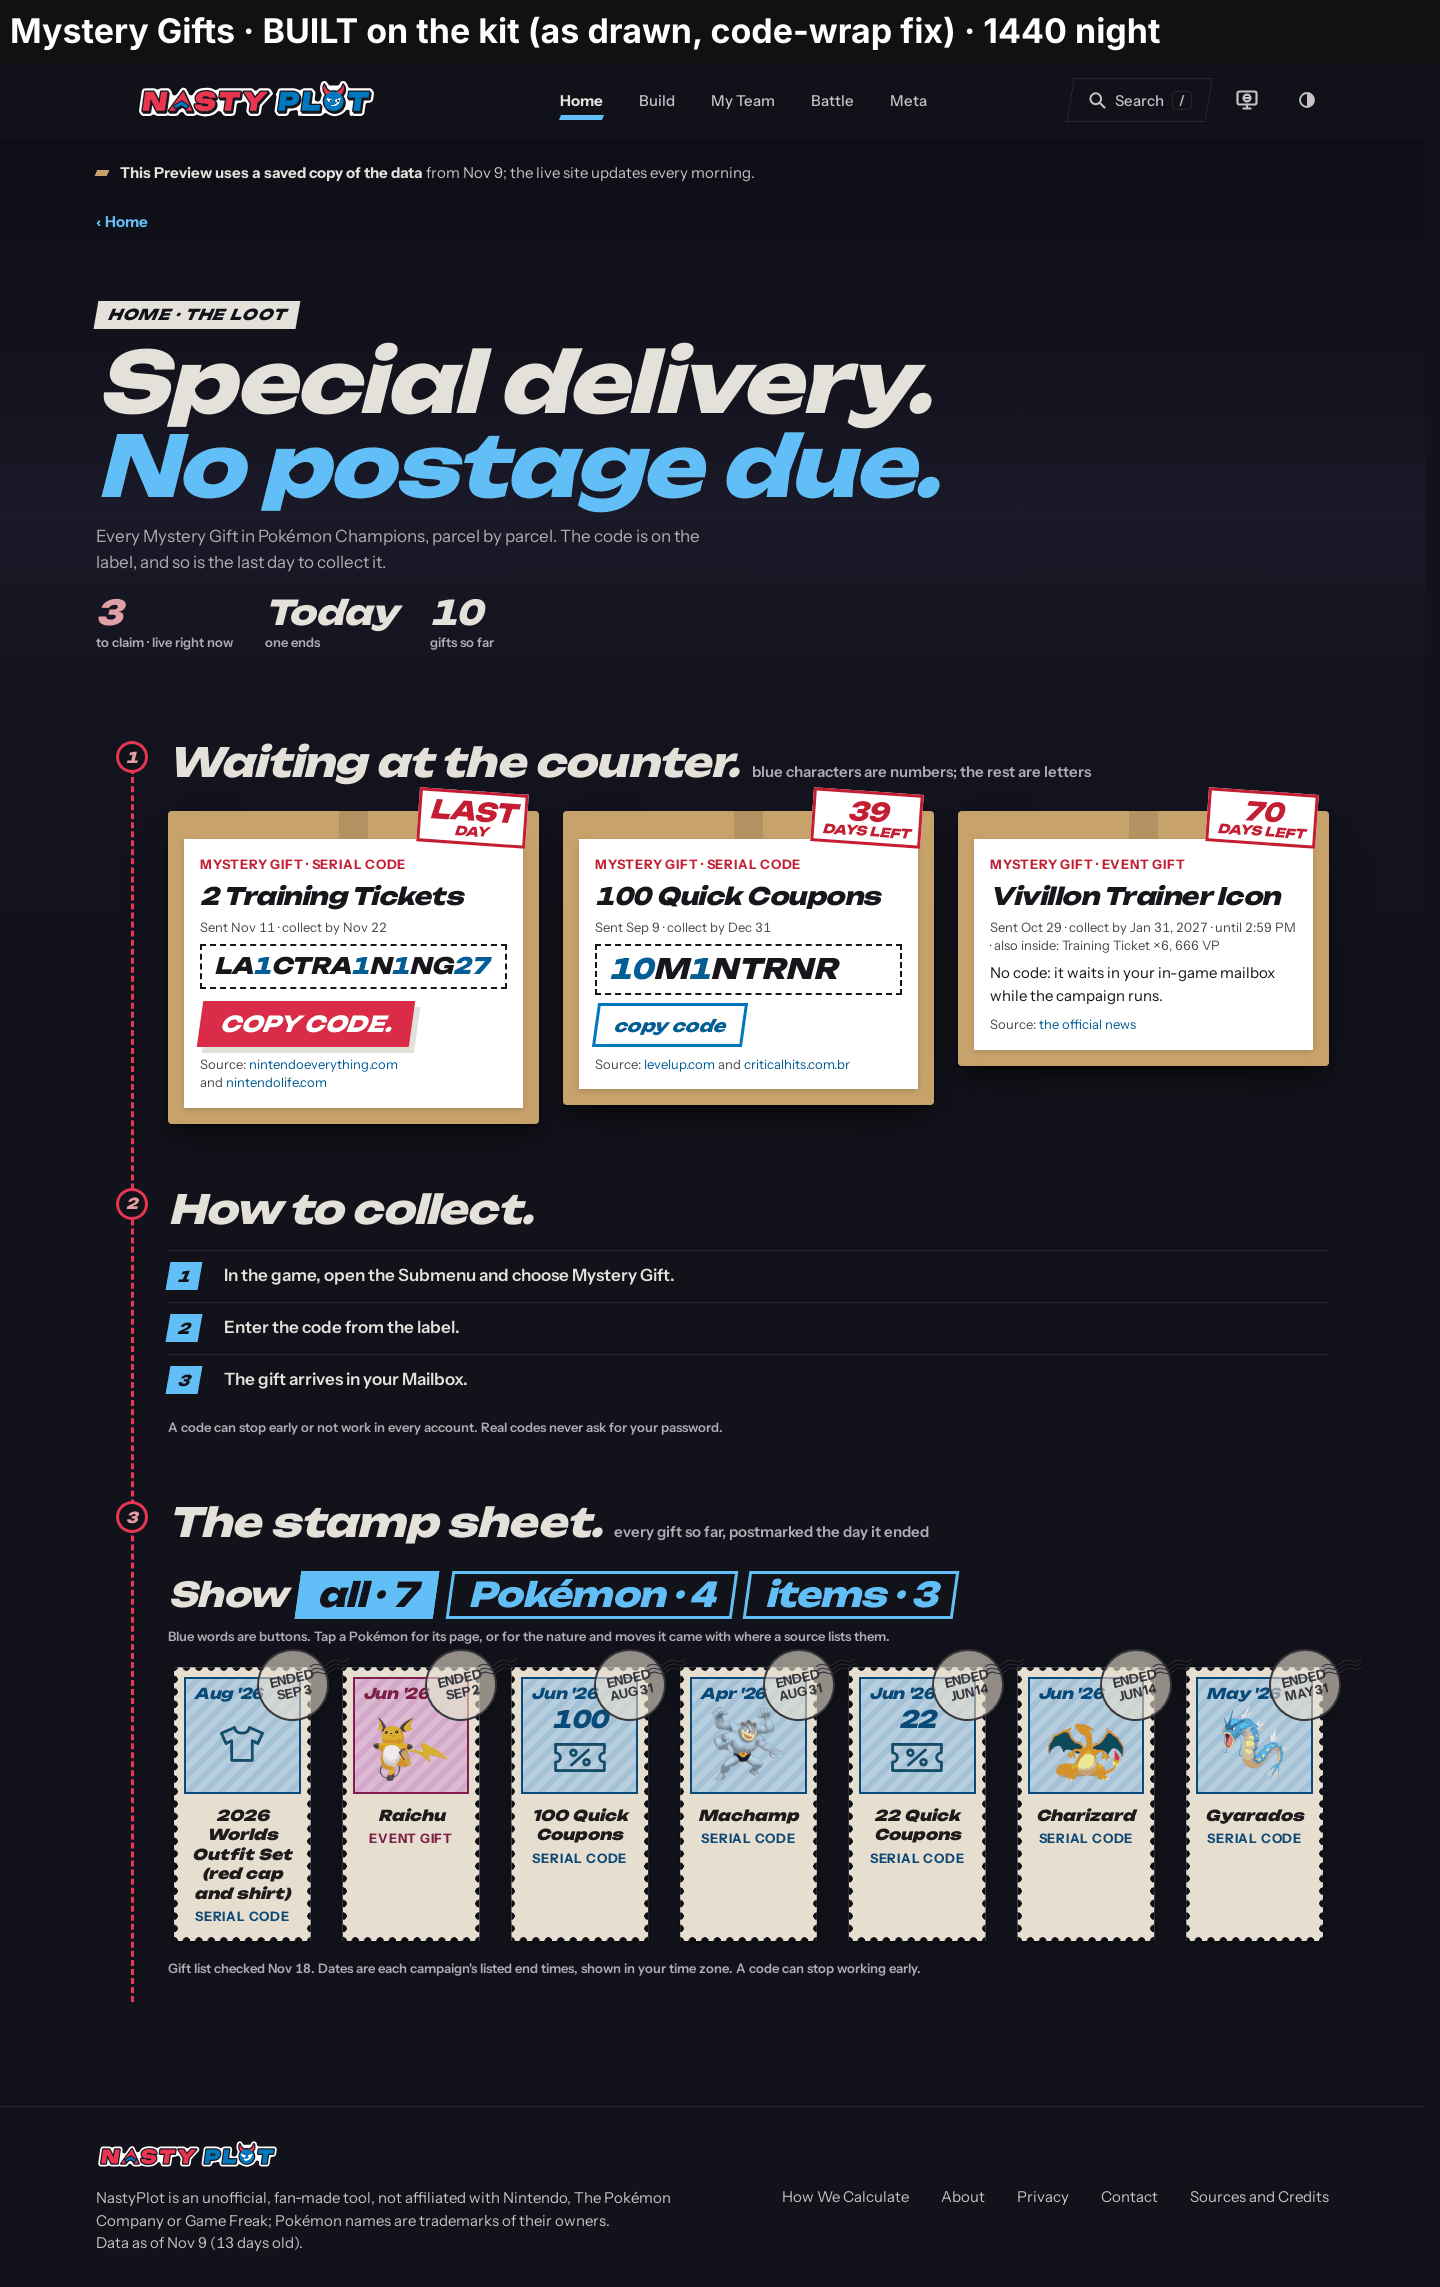 Mystery Gifts · BUILT on the kit (as drawn, code-wrap fix) · 1440 night
NASTY PLOT
Home Build My Team Battle Meta Search /
This Preview uses a saved copy of the data from Nov 9; the live site updates every morning.
‹ Home
HOME · THE LOOT
Special delivery.
No postage due.
Every Mystery Gift in Pokémon Champions, parcel by parcel. The code is on the
label, and so is the last day to collect it.
3 Today 10
to claim · live right now one ends gifts so far
1 Waiting at the counter. blue characters are numbers; the rest are letters
LAST
DAY
MYSTERY GIFT · SERIAL CODE
2 Training Tickets
Sent Nov 11 · collect by Nov 22
LA1CTRA1N1NG27
COPY CODE.
Source: nintendoeverything.com
and nintendolife.com
39
DAYS LEFT
MYSTERY GIFT · SERIAL CODE
100 Quick Coupons
Sent Sep 9 · collect by Dec 31
10M1NTRNR
copy code
Source: levelup.com and criticalhits.com.br
70
DAYS LEFT
MYSTERY GIFT · EVENT GIFT
Vivillon Trainer Icon
Sent Oct 29 · collect by Jan 31, 2027 · until 2:59 PM
· also inside: Training Ticket ×6, 666 VP
No code: it waits in your in-game mailbox
while the campaign runs.
Source: the official news
2 How to collect.
1 In the game, open the Submenu and choose Mystery Gift.
2 Enter the code from the label.
3 The gift arrives in your Mailbox.
A code can stop early or not work in every account. Real codes never ask for your password.
3 The stamp sheet. every gift so far, postmarked the day it ended
Show all · 7 Pokémon · 4 items · 3
Blue words are buttons. Tap a Pokémon for its page, or for the nature and moves it came with where a source lists them.
Aug '26
ENDED
SEP 3
2026
Worlds
Outfit Set
(red cap
and shirt)
SERIAL CODE
Jun '26
ENDED
SEP 2
Raichu
EVENT GIFT
Jun '26
ENDED
AUG 31
100
100 Quick
Coupons
SERIAL CODE
Apr '26
ENDED
AUG 31
Machamp
SERIAL CODE
Jun '26
ENDED
JUN 14
22
22 Quick
Coupons
SERIAL CODE
Jun '26
ENDED
JUN 14
Charizard
SERIAL CODE
May '26
ENDED
MAY 31
Gyarados
SERIAL CODE
Gift list checked Nov 18. Dates are each campaign's listed end times, shown in your time zone. A code can stop working early.
NASTY PLOT
NastyPlot is an unofficial, fan-made tool, not affiliated with Nintendo, The Pokémon
Company or Game Freak; Pokémon names are trademarks of their owners.
Data as of Nov 9 (13 days old).
How We Calculate About Privacy Contact Sources and Credits